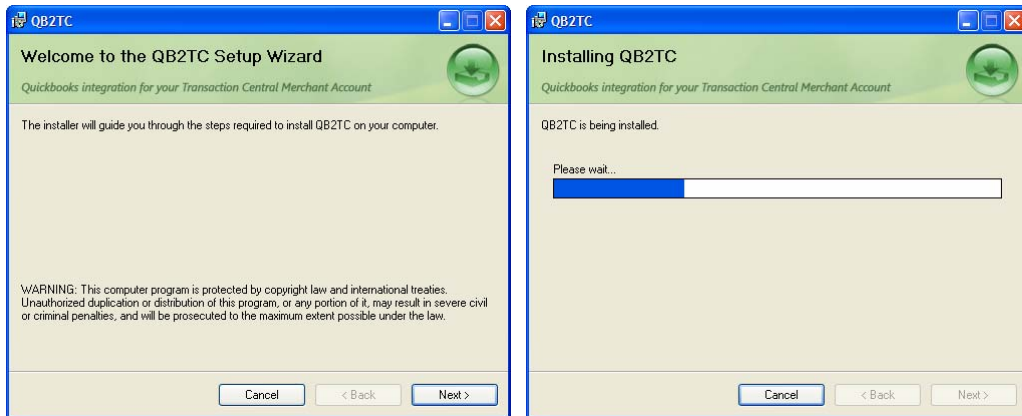 QB2TC
Welcome to the QB2TC Setup Wizard
Quickbooks integration for your Transaction Central Merchant Account
The installer will guide you through the steps required to install QB2TC on your computer.
WARNING: This computer program is protected by copyright law and international treaties.
Unauthorized duplication or distribution of this program, or any portion of it, may result in severe civil
or criminal penalties, and will be prosecuted to the maximum extent possible under the law.
Cancel < Back Next >
QB2TC
Installing QB2TC
Quickbooks integration for your Transaction Central Merchant Account
QB2TC is being installed.
Please wait...
Cancel < Back Next >